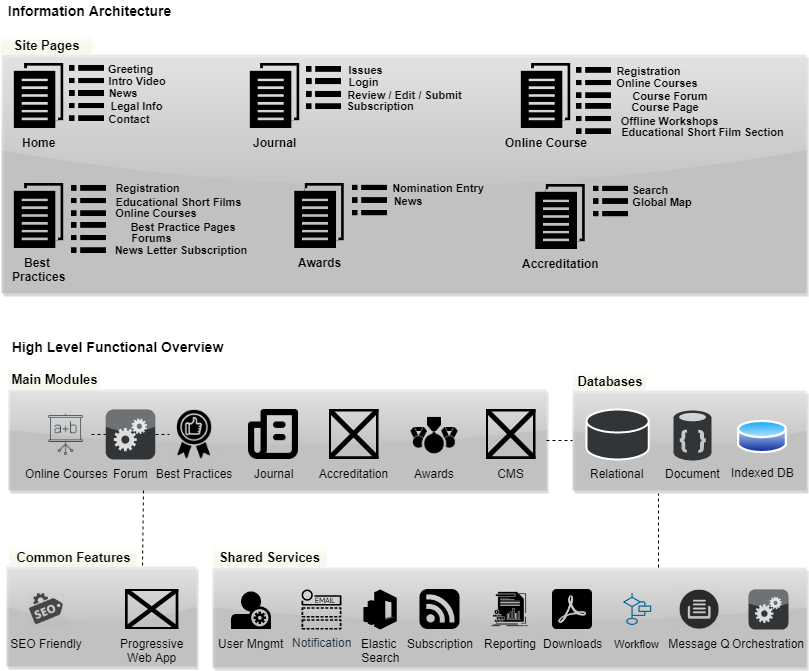 Information Architecture
Site Pages
Greeting
Intro Video
News
Legal Info
Contact
Home
Issues
Login
Review / Edit / Submit
Subscription
Journal
Registration
Online Courses
Course Forum
Course Page
Offline Workshops
Educational Short Film Section
Online Course
Registration
Educational Short Films
Online Courses
Best Practice Pages
Forums
News Letter Subscription
Best
Practices
Nomination Entry
News
Awards
Search
Global Map
Accreditation
High Level Functional Overview
Main Modules
a+b
Online Courses
Forum
Best Practices
Journal
Accreditation
Awards
CMS
Databases
Relational
{ }
Document
Indexed DB
Common Features
SEO
SEO Friendly
Progressive
Web App
Shared Services
User Mngmt
EMAIL
Notification
Elastic
Search
Subscription
Reporting
Downloads
Workflow
Message Q
Orchestration